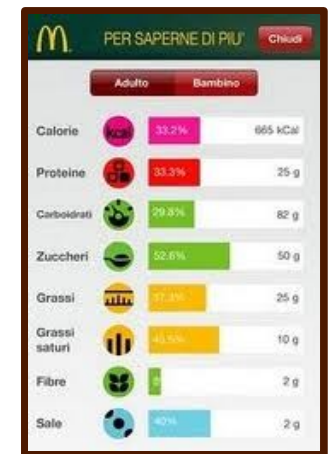 PER SAPERNE DI PIU' Chiudi
Adulto Bambino
Calorie kcal 33.2% 665 kCal
Proteine 33.3% 25 g
Carboidrati 29.8% 82 g
Zuccheri 52.6% 50 g
Grassi 25 g
Grassi
saturi 10 g
Fibre 2 g
Sale 40% 2 g